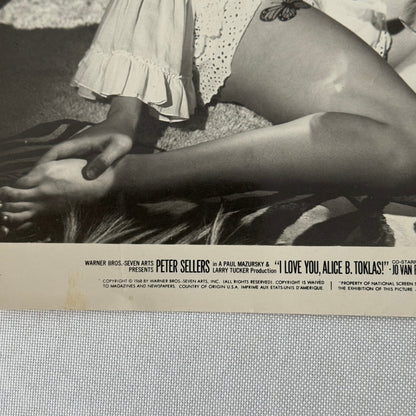 WARNER BROS.-SEVEN ARTS PRESENTS PETER SELLERS in A PAUL MAZURSKY & LARRY TUCKER Production "I LOVE YOU, ALICE B. TOKLAS!" CO-STARR JO VAN
COPYRIGHT © 1968 BY WARNER BROS.-SEVEN ARTS, INC. (ALL RIGHTS RESERVED). COPYRIGHT IS WAIVED
TO MAGAZINES AND NEWSPAPERS. COUNTRY OF ORIGIN U.S.A. IMPRIME AUX ETATS-UNIS D'AMERIQUE.
"PROPERTY OF NATIONAL SCREEN
THE EXHIBITION OF THIS PICTURE